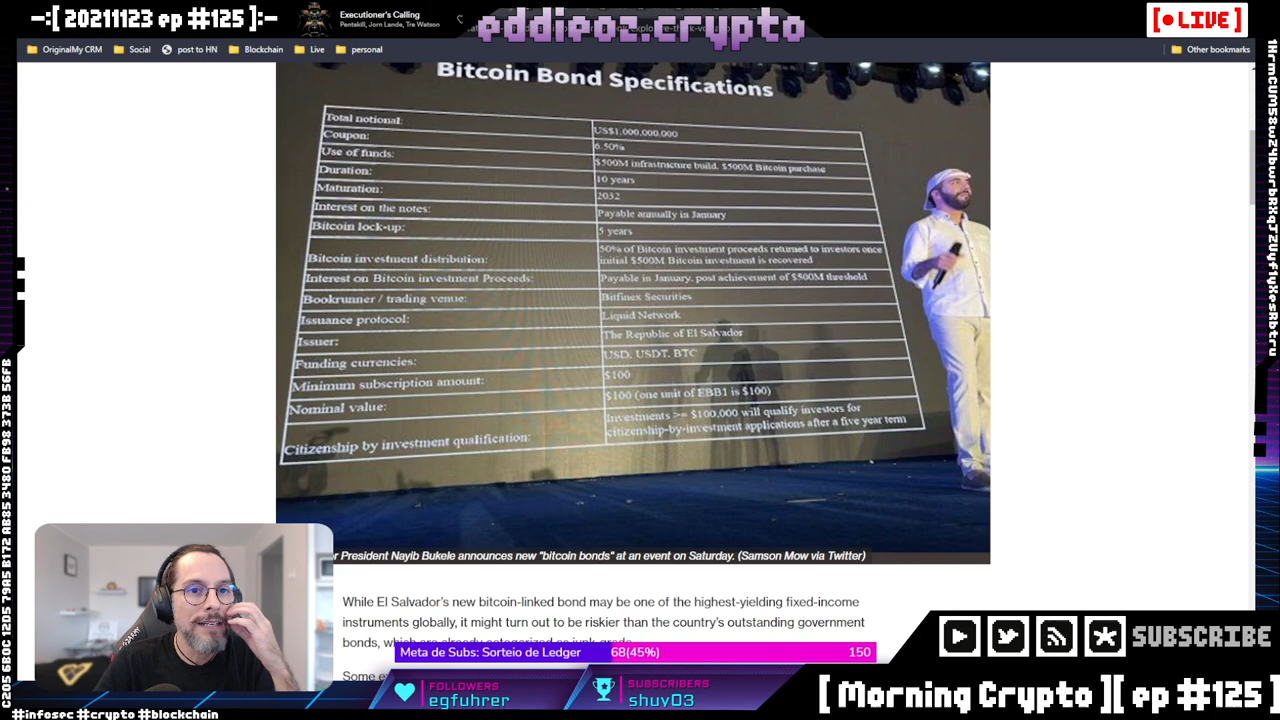 -:[ 20211123 ep #125]:-
Executioner's Calling
Pentakill, Jorn Lande, Tre Watson
eddieoz.crypto
[●LIVE]
OriginalMy CRM
Social
post to HN
Blockchain
Live
personal
Other bookmarks
Bitcoin Bond Specifications
Total notional: US$1,000,000,000
Coupon: 6.50%
Use of funds: $500M infrastructure build, $500M Bitcoin purchase
Duration: 10 years
Maturation: 2032
Interest on the notes: Payable annually in January
Bitcoin lock-up: 5 years
Bitcoin investment distribution: 50% of Bitcoin investment proceeds returned to investors once
initial $500M Bitcoin investment is recovered
Interest on Bitcoin investment Proceeds: Payable in January, post achievement of $500M threshold
Bookrunner / trading venue: Bitfinex Securities
Issuance protocol: Liquid Network
Issuer: The Republic of El Salvador
Funding currencies: USD, USDT, BTC
Minimum subscription amount: $100
Nominal value: $100 (one unit of EBB1 is $100)
Citizenship by investment qualification: Investments >= $100,000 will qualify investors for
citizenship-by-investment applications after a five year term
r President Nayib Bukele announces new "bitcoin bonds" at an event on Saturday. (Samson Mow via Twitter)
While El Salvador's new bitcoin-linked bond may be one of the highest-yielding fixed-income
instruments globally, it might turn out to be riskier than the country's outstanding government
bonds, which are already categorized as junk-grade.
Some
Meta de Subs: Sorteio de Ledger 68(45%) 150
FOLLOWERS
egfuhrer
SUBSCRIBERS
shuy03
SUBSCRIBE
[Morning Crypto][ep #125]
#infosec #crypto #blockchain